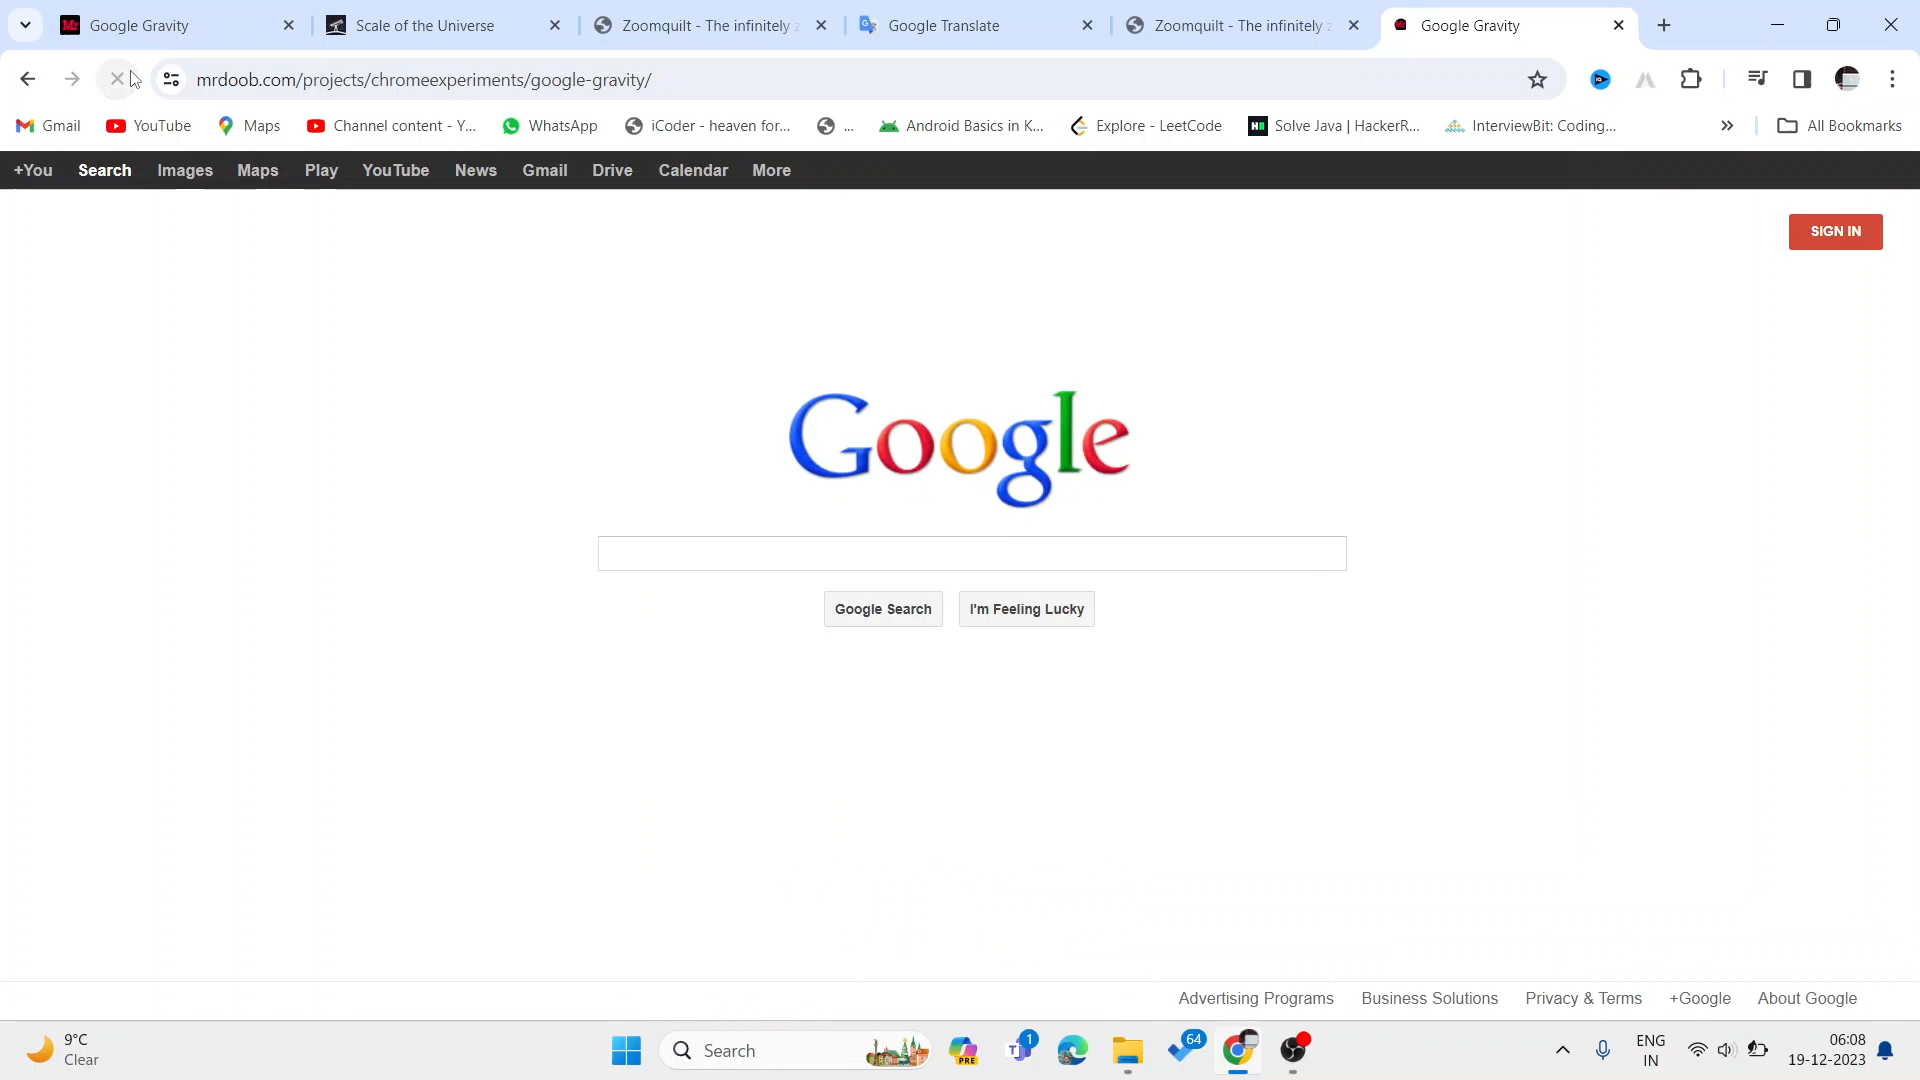 Google Gravity
Scale of the Universe
Zoomquilt - The infinitely z
Google Translate
Zoomquilt - The infinitely z
Google Gravity
mrdoob.com/projects/chromeexperiments/google-gravity/
Gmail
YouTube
Maps
Channel content - Y...
WhatsApp
iCoder - heaven for...
...
Android Basics in K...
Explore - LeetCode
Solve Java | HackerR...
InterviewBit: Coding...
All Bookmarks
+You Search Images Maps Play YouTube News Gmail Drive Calendar More
SIGN IN
Google
Google Search
I'm Feeling Lucky
Advertising Programs Business Solutions Privacy & Terms +Google About Google
9°C
Clear
Search
PRE
1
64
ENG
IN
06:08
19-12-2023